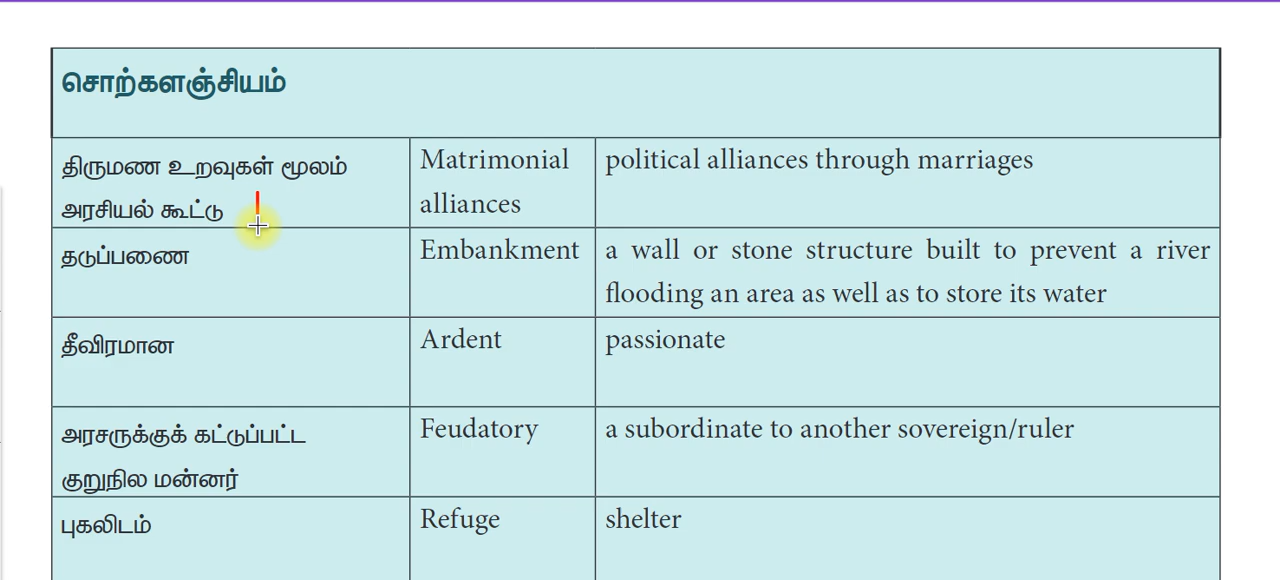 சொற்களஞ்சியம்
திருமண உறவுகள் மூலம் Matrimonial political alliances through marriages
அரசியல் கூட்டு alliances
தடுப்பணை Embankment a wall or stone structure built to prevent a river
flooding an area as well as to store its water
தீவிரமான Ardent passionate
அரசருக்குக் கட்டுப்பட்ட Feudatory a subordinate to another sovereign/ruler
குறுநில மன்னர்
புகலிடம் Refuge shelter